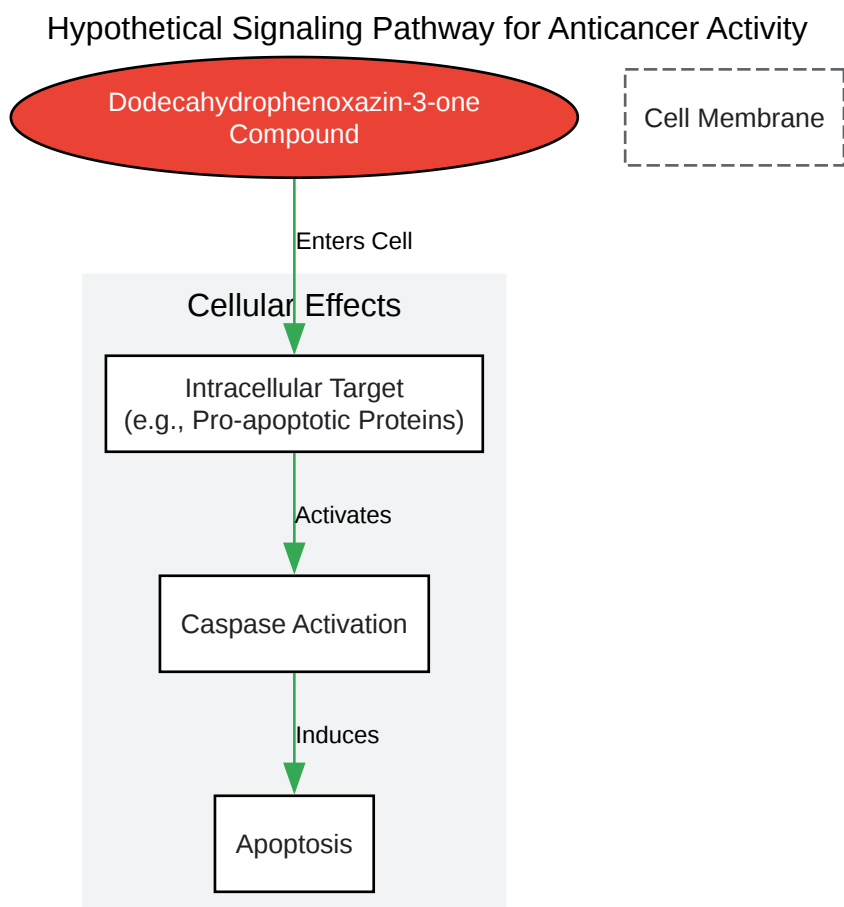 Hypothetical Signaling Pathway for Anticancer Activity
Dodecahydrophenoxazin-3-one
Compound
Cell Membrane
Enters Cell
Cellular Effects
Intracellular Target
(e.g., Pro-apoptotic Proteins)
Activates
Caspase Activation
Induces
Apoptosis